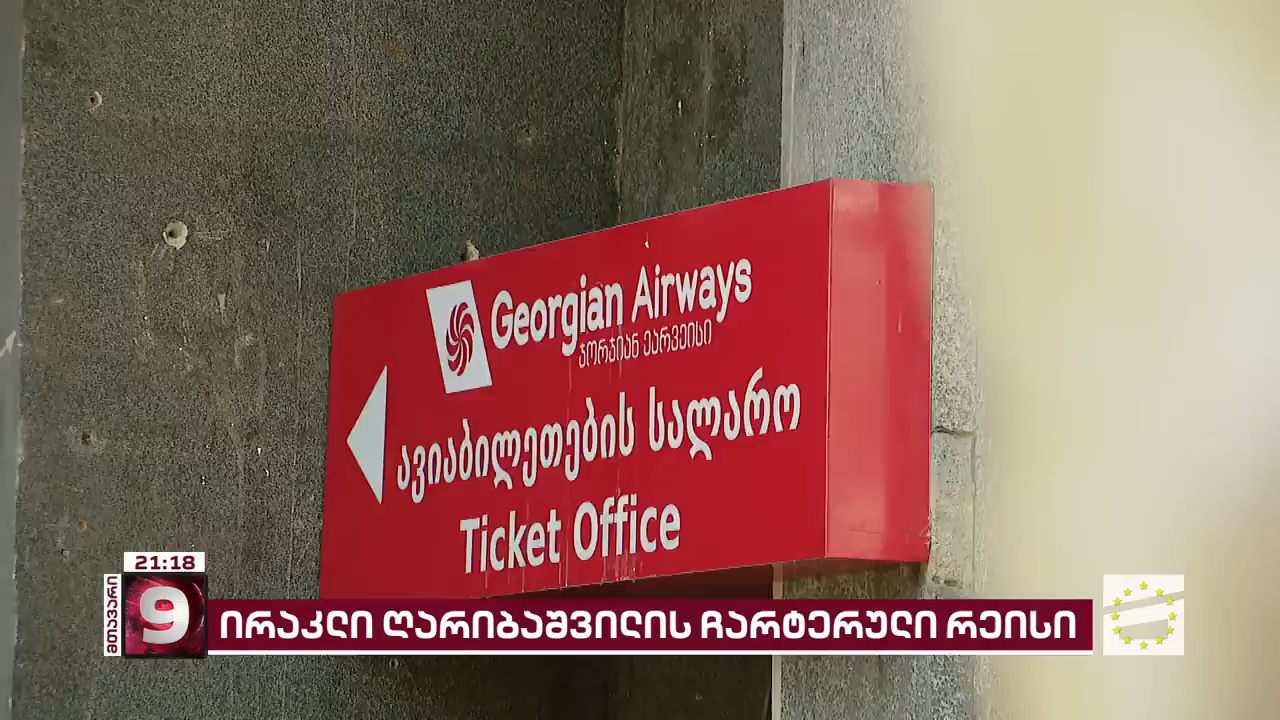 Georgian Airways
ჯორჯიან ეარვეისი
ავიაბილეთების სალარო
Ticket Office
21:18
მთავარი
9
ირაკლი ღარიბაშვილის ჩარტერული რეისი